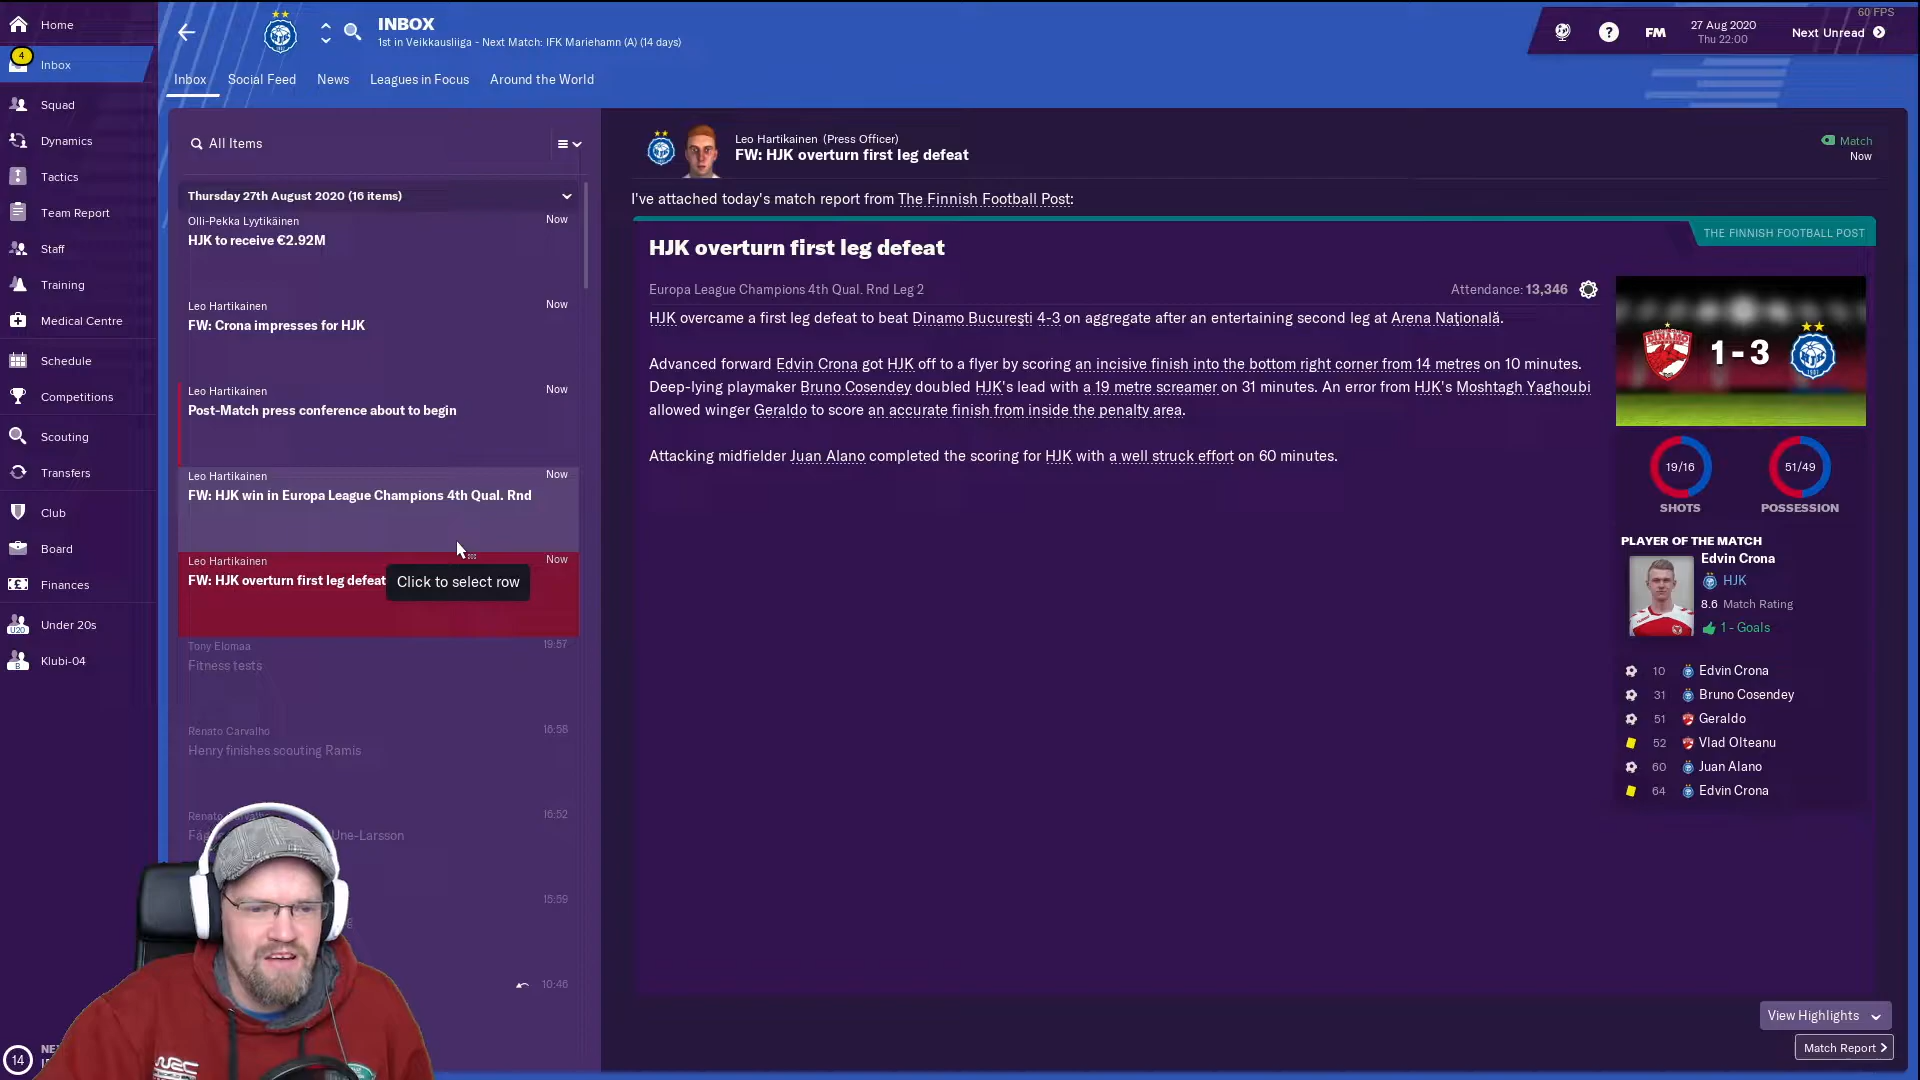 Home
4
Inbox
Squad
Dynamics
Tactics
Team Report
Staff
Training
Medical Centre
Schedule
Competitions
Scouting
Transfers
Club
Board
Finances
U20
Under 20s
B
Klubi-04
14
INBOX
1st in Veikkausliiga - Next Match: IFK Mariehamn (A) (14 days)
60 FPS
?
FM
27 Aug 2020
Thu 22:00
Next Unread
Inbox
Social Feed
News
Leagues in Focus
Around the World
All Items
Thursday 27th August 2020 (16 items)
Olli-Pekka Lyytikäinen
Now
HJK to receive €2.92M
Leo Hartikainen
Now
FW: Crona impresses for HJK
Leo Hartikainen
Now
Post-Match press conference about to begin
Leo Hartikainen
Now
FW: HJK win in Europa League Champions 4th Qual. Rnd
Leo Hartikainen
Now
FW: HJK overturn first leg defeat
Click to select row
Tony Elomaa
19:57
Fitness tests
Renato Carvalho
16:58
Henry finishes scouting Ramis
Renato Carvalho
16:52
Une-Larsson
15:59
10:46
Leo Hartikainen (Press Officer)
FW: HJK overturn first leg defeat
Match
Now
I've attached today's match report from The Finnish Football Post:
THE FINNISH FOOTBALL POST
HJK overturn first leg defeat
Europa League Champions 4th Qual. Rnd Leg 2
Attendance: 13,346
HJK overcame a first leg defeat to beat Dinamo Bucureşti 4-3 on aggregate after an entertaining second leg at Arena Naţională.
Advanced forward Edvin Crona got HJK off to a flyer by scoring an incisive finish into the bottom right corner from 14 metres on 10 minutes.
Deep-lying playmaker Bruno Cosendey doubled HJK's lead with a 19 metre screamer on 31 minutes. An error from HJK's Moshtagh Yaghoubi
allowed winger Geraldo to score an accurate finish from inside the penalty area.
Attacking midfielder Juan Alano completed the scoring for HJK with a well struck effort on 60 minutes.
DINAMO
1 - 3
19/16
SHOTS
51/49
POSSESSION
PLAYER OF THE MATCH
Edvin Crona
HJK
8.6 Match Rating
1 - Goals
10 Edvin Crona
31 Bruno Cosendey
51 Geraldo
52 Vlad Olteanu
60 Juan Alano
64 Edvin Crona
View Highlights
Match Report